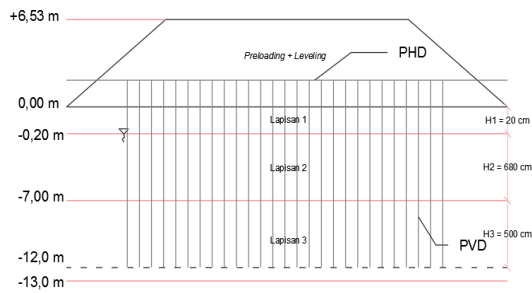 +6,53 m
Preloading + Leveling
PHD
0,00 m
Lapisan 1
H1 = 20 cm
-0,20 m
Lapisan 2
H2 = 680 cm
-7,00 m
Lapisan 3
H3 = 500 cm
PVD
-12,0 m
-13,0 m